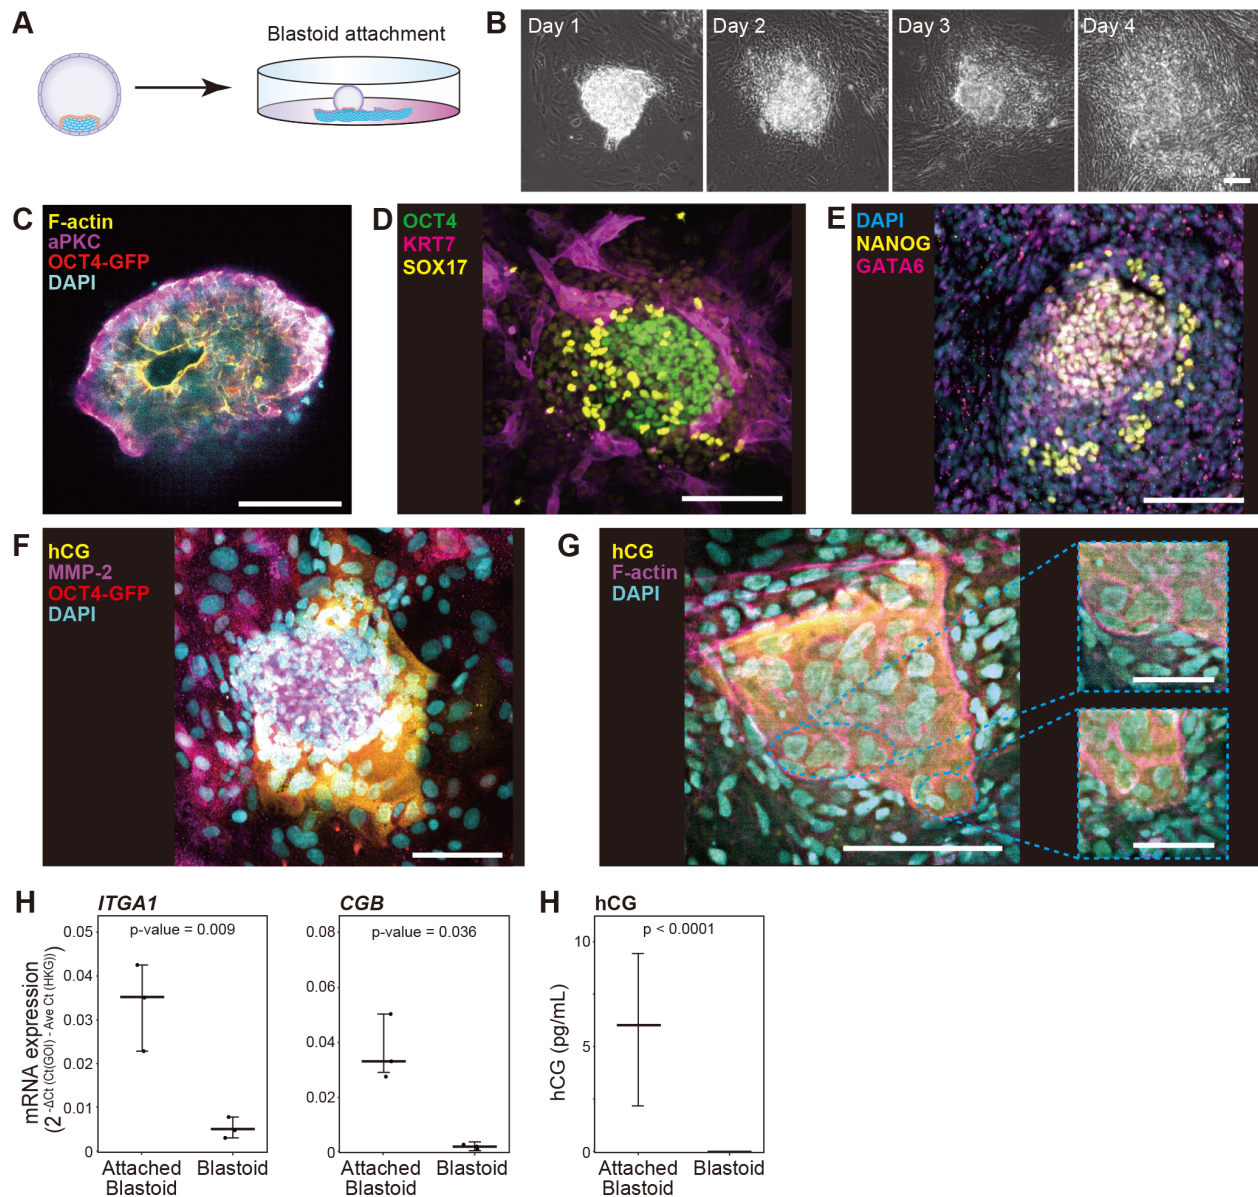 A
Blastoid attachment
B
Day 1
Day 2
Day 3
Day 4
C
F-actin
aPKC
OCT4-GFP
DAPI
D
OCT4
KRT7
SOX17
E
DAPI
NANOG
GATA6
F
hCG
MMP-2
OCT4-GFP
DAPI
G
hCG
F-actin
DAPI
H
ITGA1
p-value = 0.009
mRNA expression
(2 -ΔCt (Ct(GOI) - Ave Ct (HKG)))
0.05
0.04
0.03
0.02
0.01
0
Attached
Blastoid
Blastoid
CGB
p-value = 0.036
0.08
0.06
0.04
0.02
0
Attached
Blastoid
Blastoid
H
hCG
p < 0.0001
hCG (pg/mL)
10
5
0
Attached
Blastoid
Blastoid